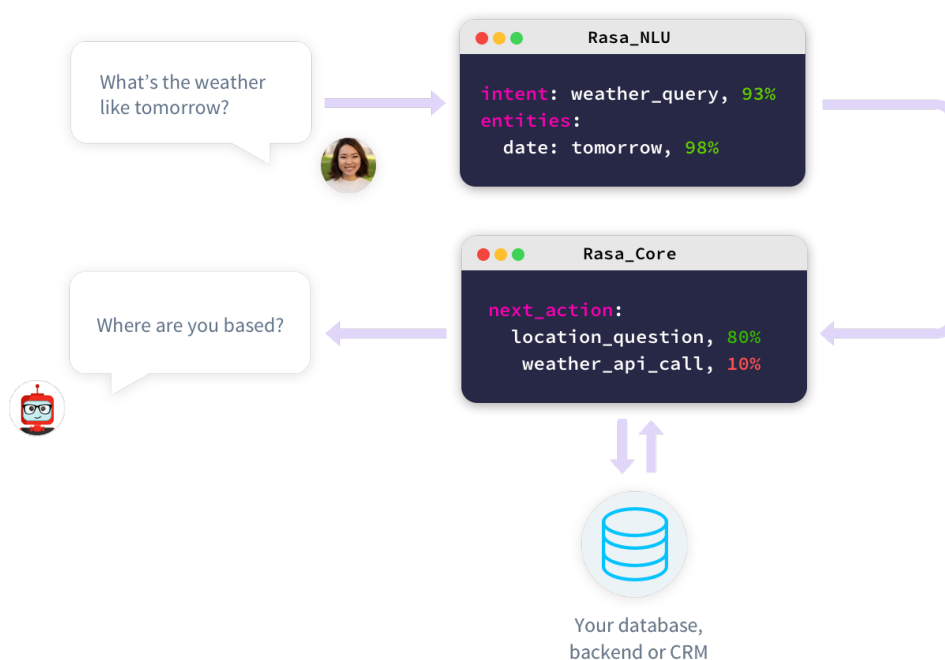 What’s the weather
like tomorrow?
Rasa_NLU
intent: weather_query, 93%
entities:
date: tomorrow, 98%
Rasa_Core
next_action:
location_question, 80%
weather_api_call, 10%
Where are you based?
Your database,
backend or CRM